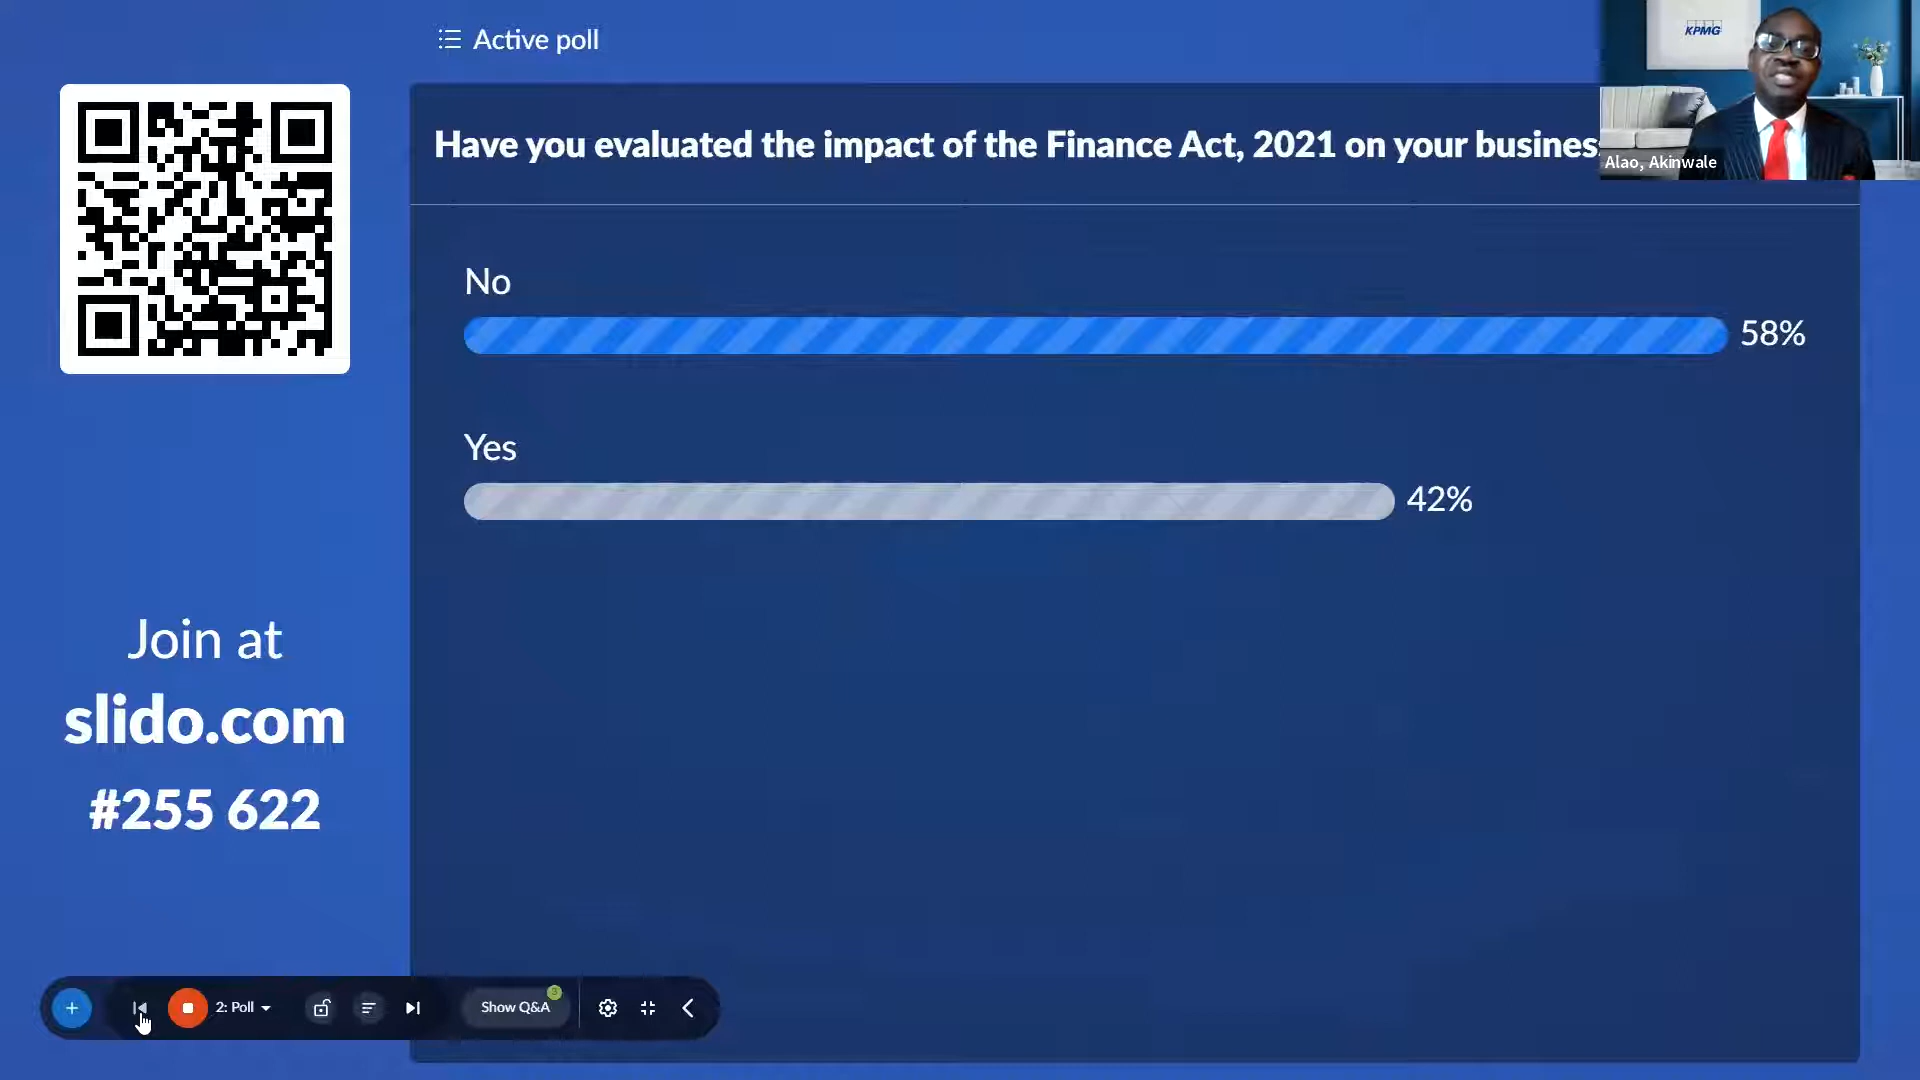 Active poll
KPMG
Have you evaluated the impact of the Finance Act, 2021 on your busines
Alao, Akinwale
No
58%
Yes
42%
Join at
slido.com
#255 622
2: Poll
Show Q&A
3